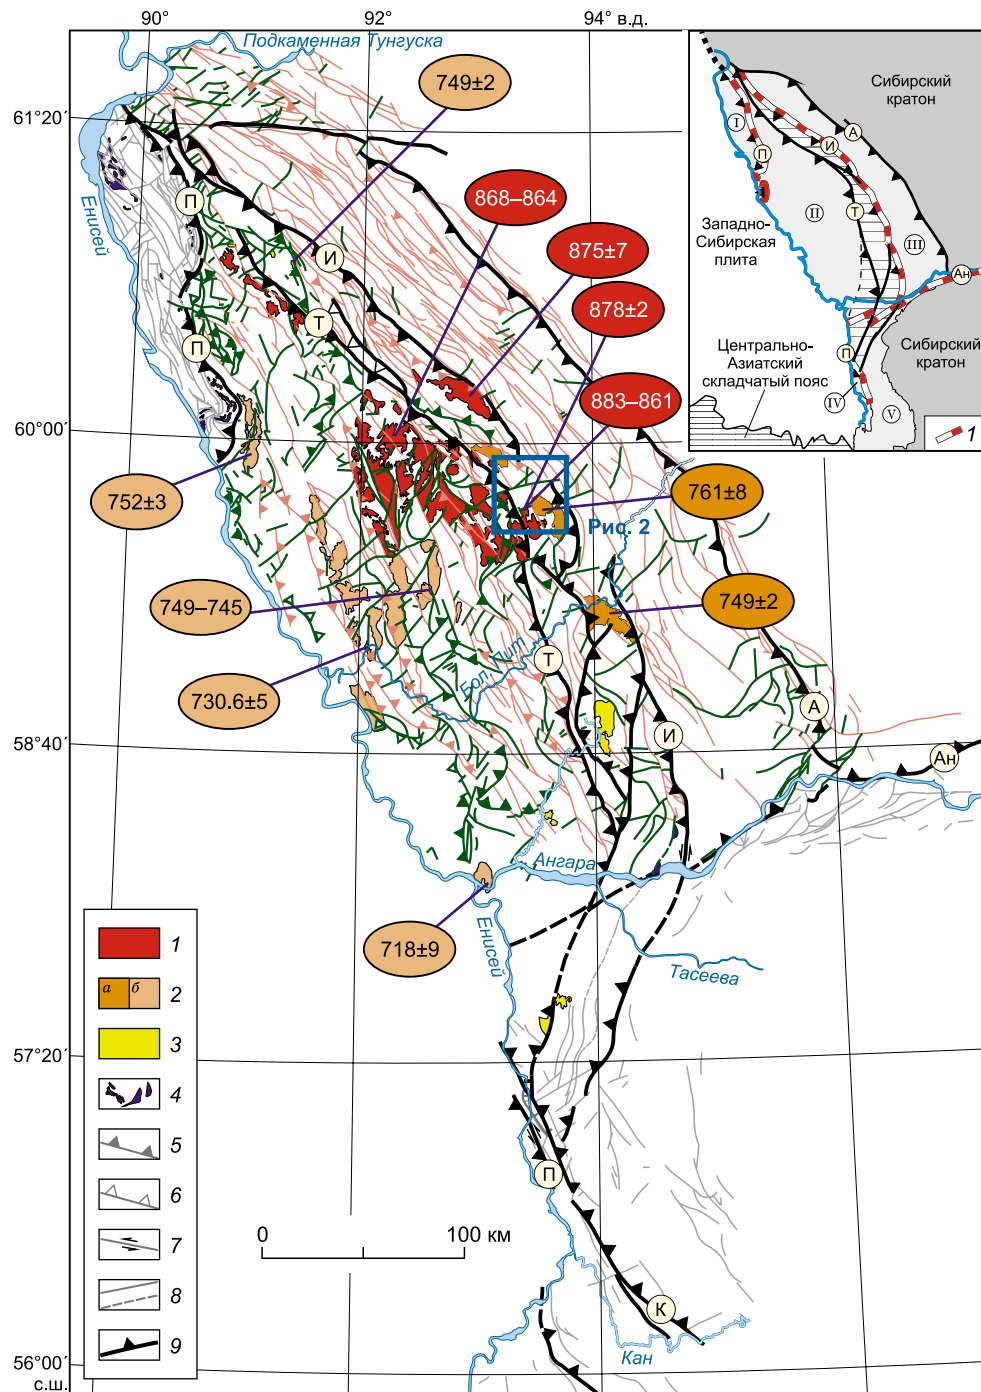 90°
92°
94° в.д.
Подкаменная Тунгуска
749±2
61°20´
868–864
875±7
878±2
883–861
П
И
Т
П
Енисей
60°00´
752±3
761±8
Рис. 2
749–745
749±2
730.6±5
Бол. Пит
Т
А
И
Ан
58°40´
Ангара
718±9
Енисей
Тасеева
57°20´
П
0
100 км
К
Кан
56°00´
с.ш.
Сибирский
кратон
I
А
И
П
II
Т
III
Западно-
Сибирская
плита
Ан
Центрально-
Азиатский
складчатый пояс
П
Сибирский
кратон
IV
V
1
1
а
б
2
3
4
5
6
7
8
9